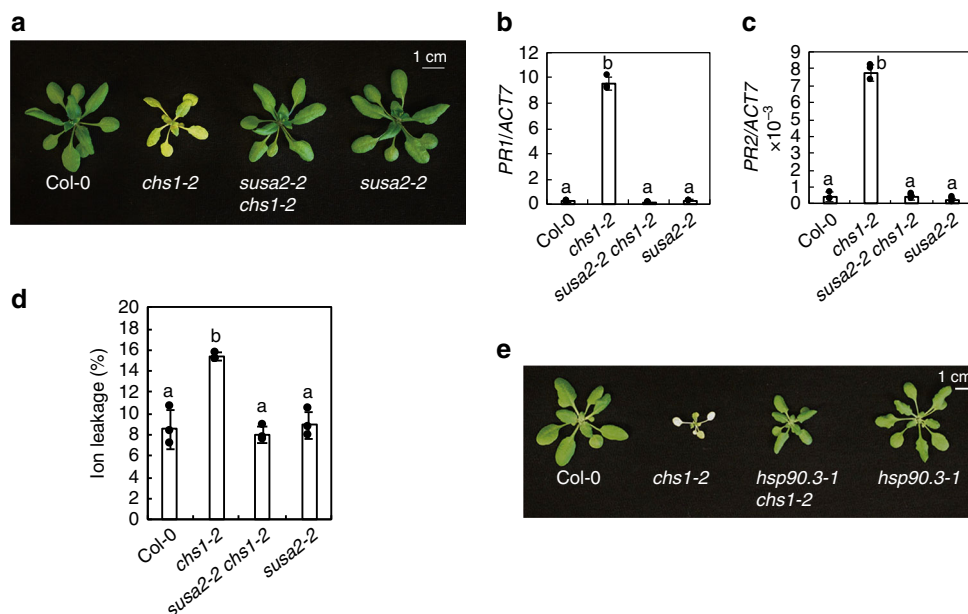 a
1 cm
Col-0
chs1-2
susa2-2
chs1-2
susa2-2
b
PR1/ACT7
12
10
8
6
4
2
0
a
b
a
a
Col-0
chs1-2
susa2-2 chs1-2
susa2-2
c
PR2/ACT7
×10⁻³
9
8
7
6
5
4
3
2
1
0
a
b
a
a
Col-0
chs1-2
susa2-2 chs1-2
susa2-2
d
Ion leakage (%)
20
18
16
14
12
10
8
6
4
2
0
a
b
a
a
Col-0
chs1-2
susa2-2 chs1-2
susa2-2
e
1 cm
Col-0
chs1-2
hsp90.3-1
chs1-2
hsp90.3-1